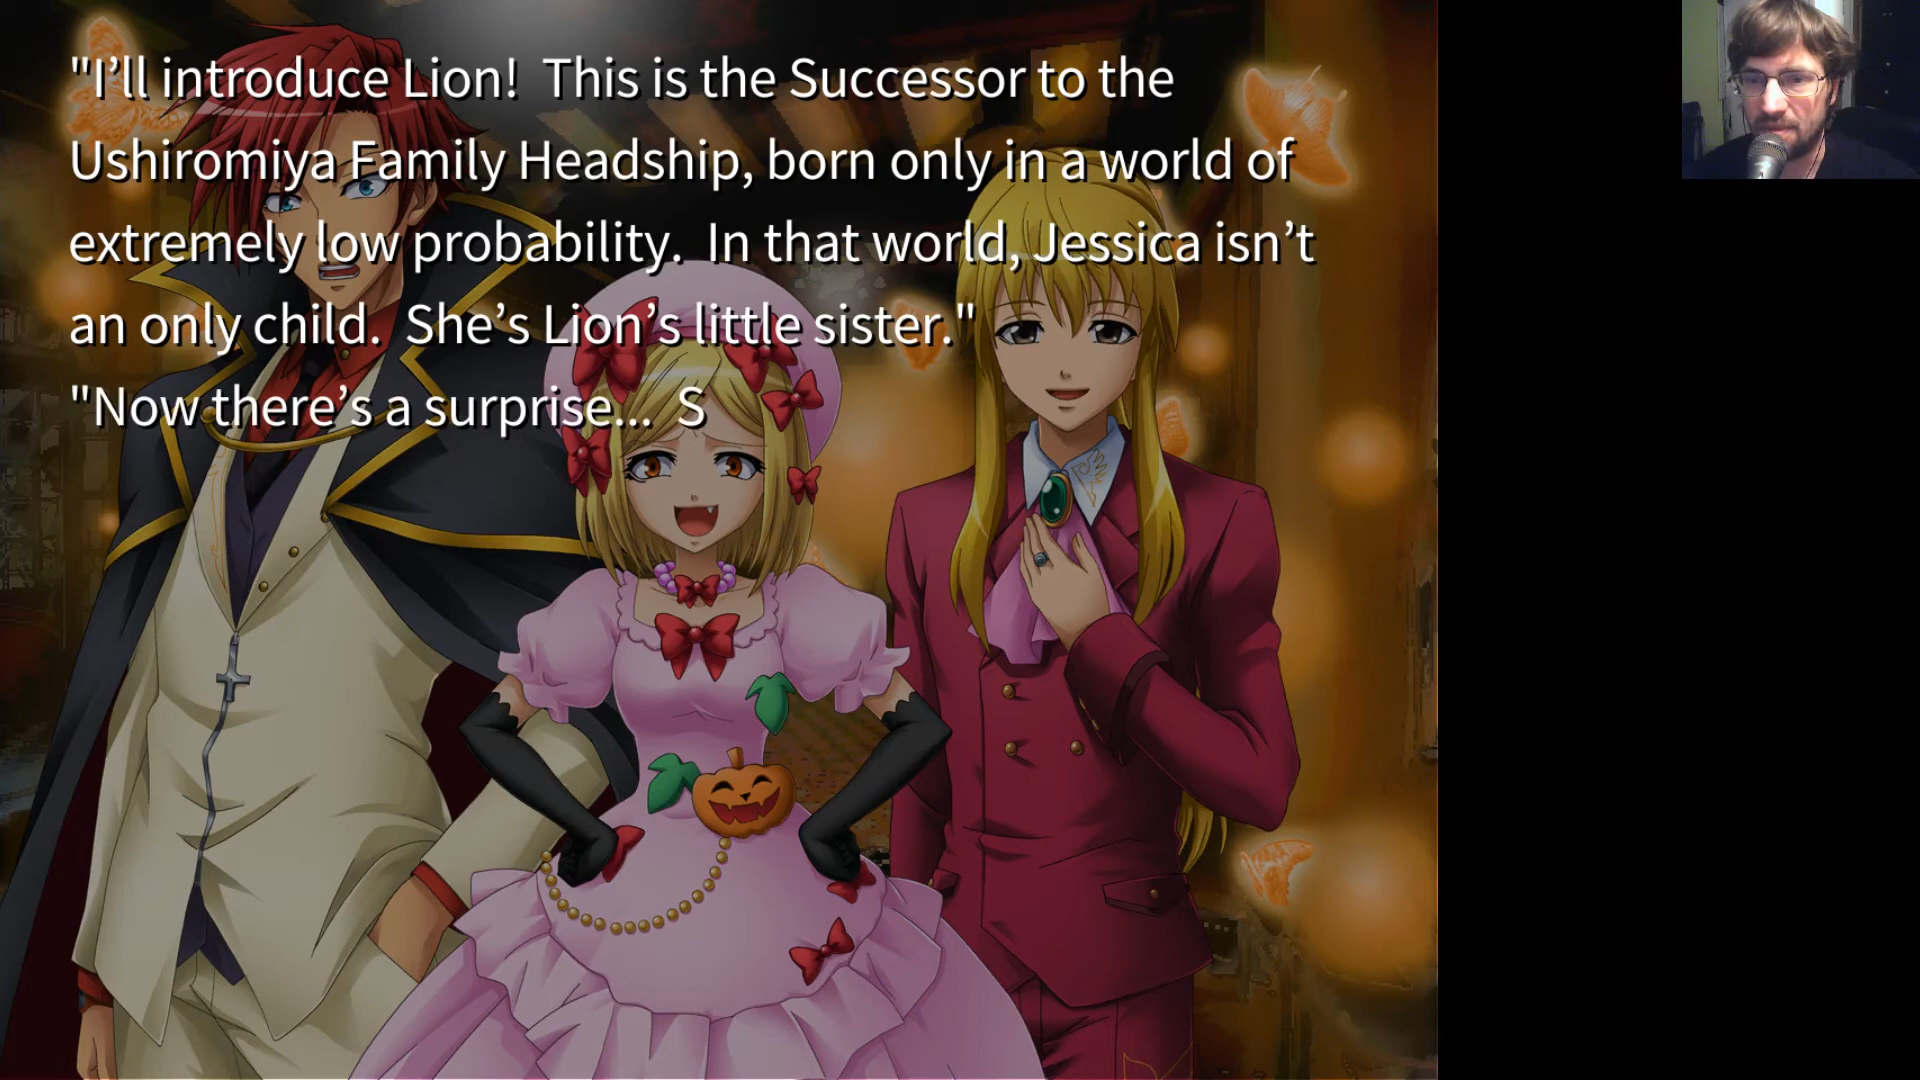 "I’ll introduce Lion!  This is the Successor to the
Ushiromiya Family Headship, born only in a world of
extremely low probability.  In that world, Jessica isn’t
an only child.  She’s Lion’s little sister."
"Now there’s a surprise...  S